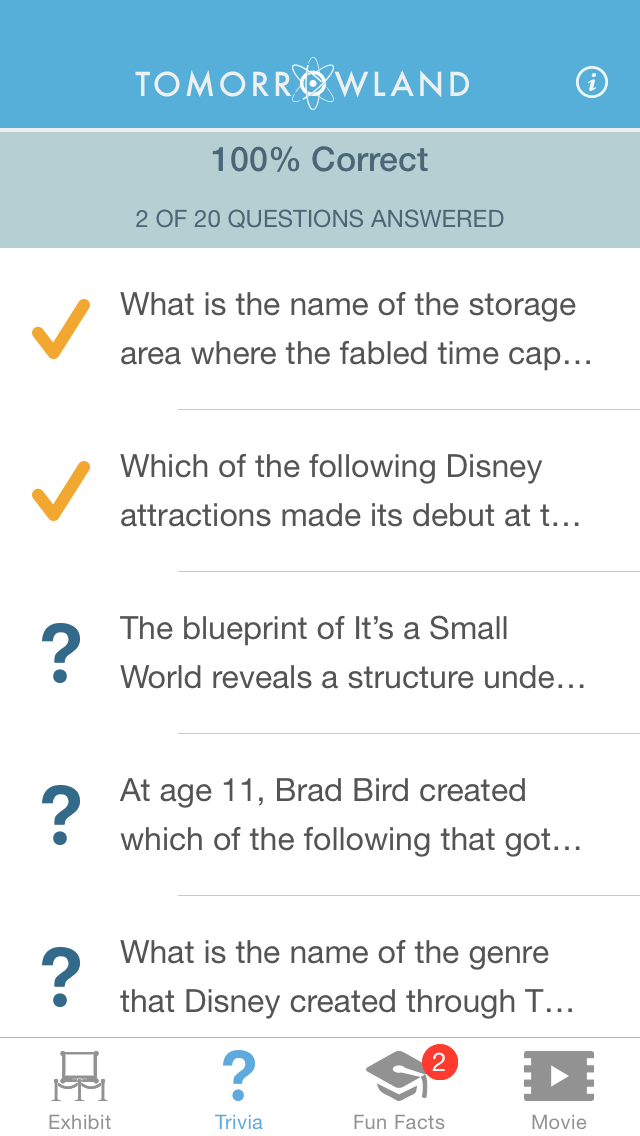 TOMORROWLAND
100% Correct
2 OF 20 QUESTIONS ANSWERED
What is the name of the storage
area where the fabled time cap…
Which of the following Disney
attractions made its debut at t…
The blueprint of It’s a Small
World reveals a structure unde…
At age 11, Brad Bird created
which of the following that got…
What is the name of the genre
that Disney created through T…
2
Exhibit
Trivia
Fun Facts
Movie